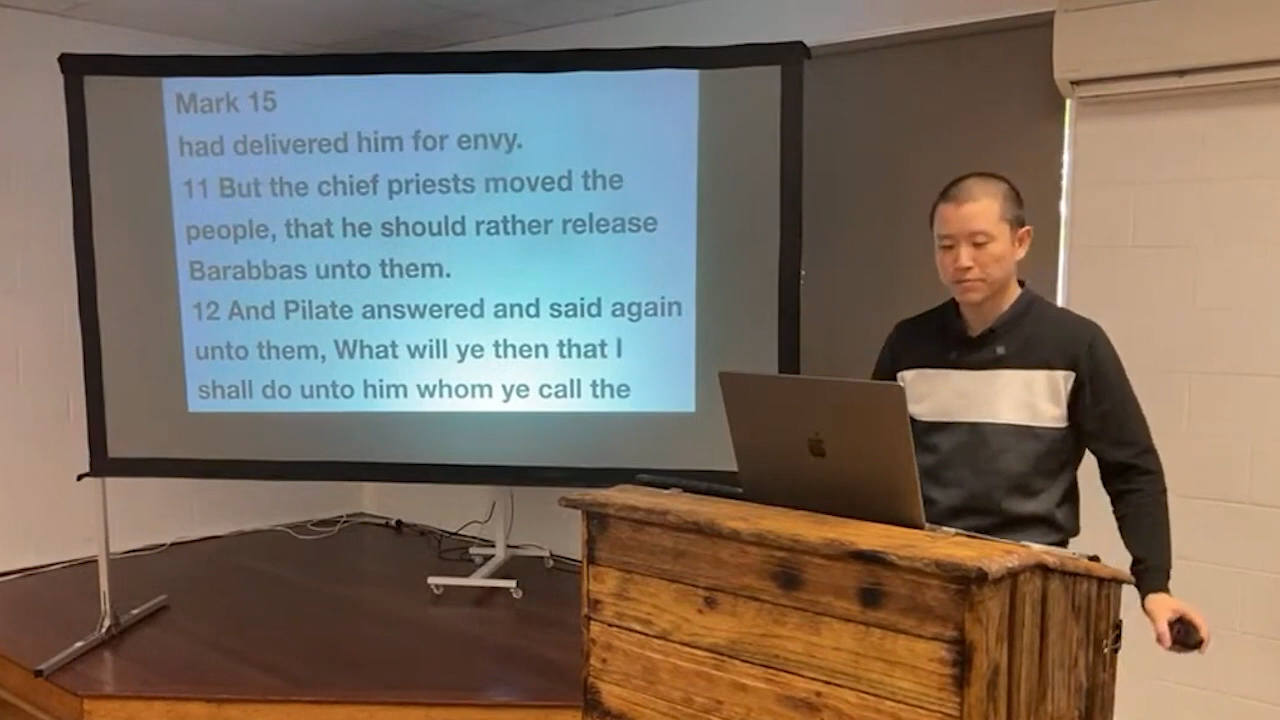 Mark 15
had delivered him for envy.
11 But the chief priests moved the
people, that he should rather release
Barabbas unto them.
12 And Pilate answered and said again
unto them, What will ye then that I
shall do unto him whom ye call the